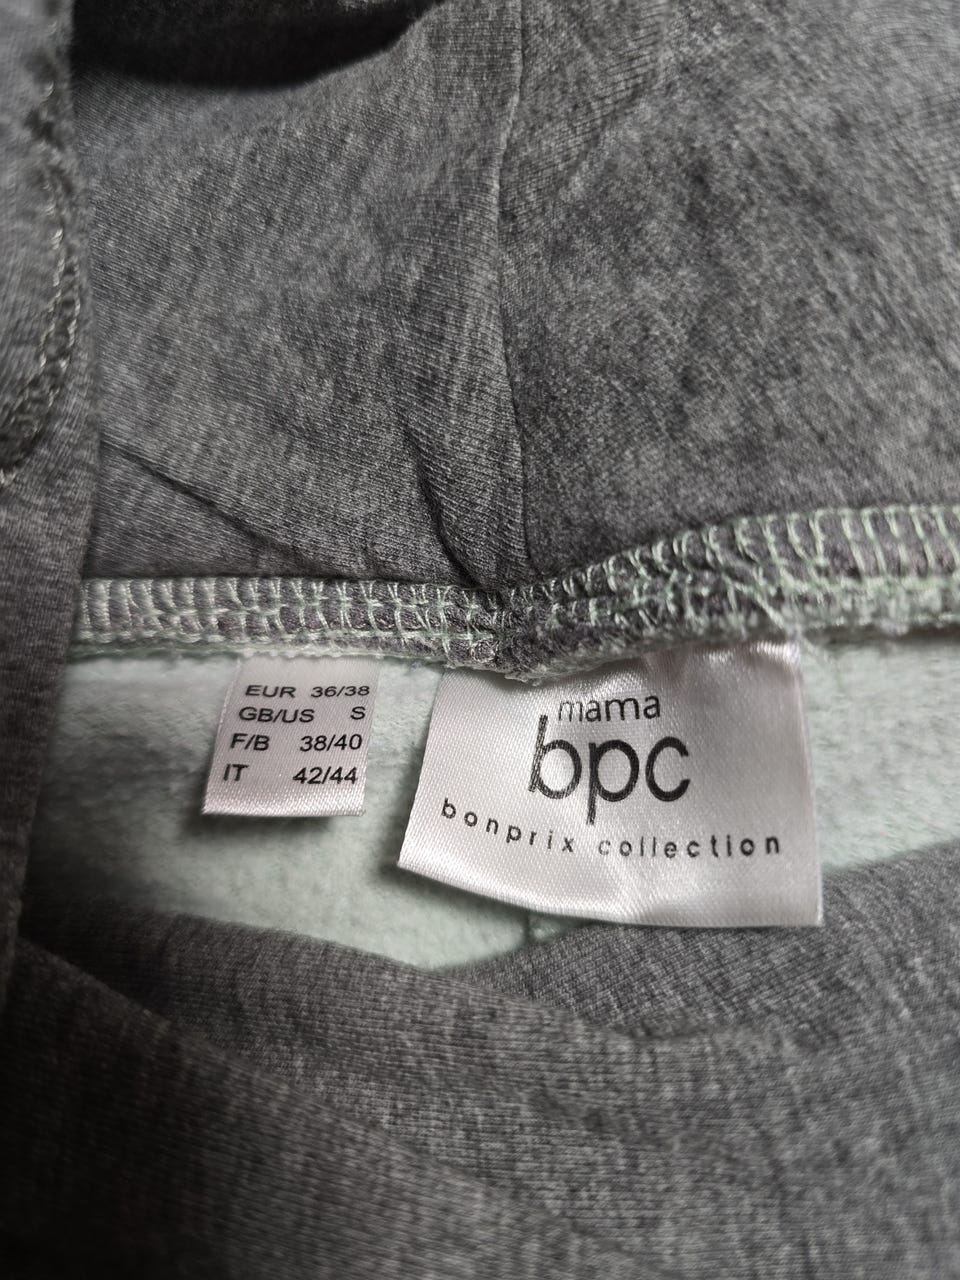 EUR 36/38
GB/US S
F/B 38/40
IT 42/44
mama
bpc
bonprix collection